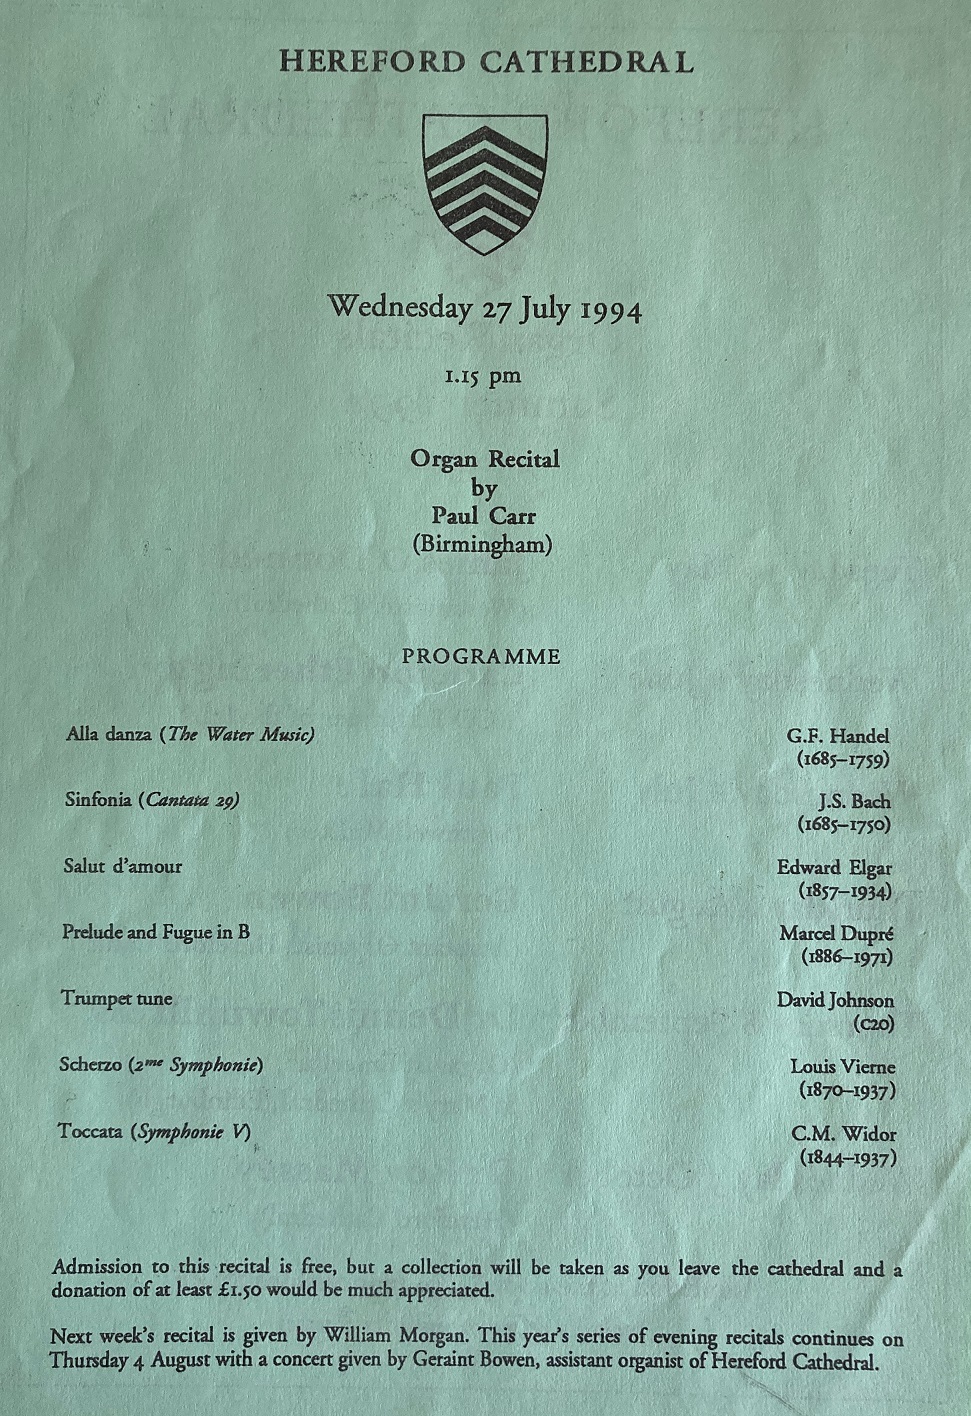 HEREFORD CATHEDRAL
Wednesday 27 July 1994
1.15 pm
Organ Recital
by
Paul Carr
(Birmingham)
PROGRAMME
Alla danza (The Water Music) G.F. Handel
(1685–1759)
Sinfonia (Cantata 29) J.S. Bach
(1685–1750)
Salut d'amour Edward Elgar
(1857–1934)
Prelude and Fugue in B Marcel Dupré
(1886–1971)
Trumpet tune David Johnson
(C20)
Scherzo (2me Symphonie) Louis Vierne
(1870–1937)
Toccata (Symphonie V) C.M. Widor
(1844–1937)
Admission to this recital is free, but a collection will be taken as you leave the cathedral and a
donation of at least £1.50 would be much appreciated.
Next week's recital is given by William Morgan. This year's series of evening recitals continues on
Thursday 4 August with a concert given by Geraint Bowen, assistant organist of Hereford Cathedral.